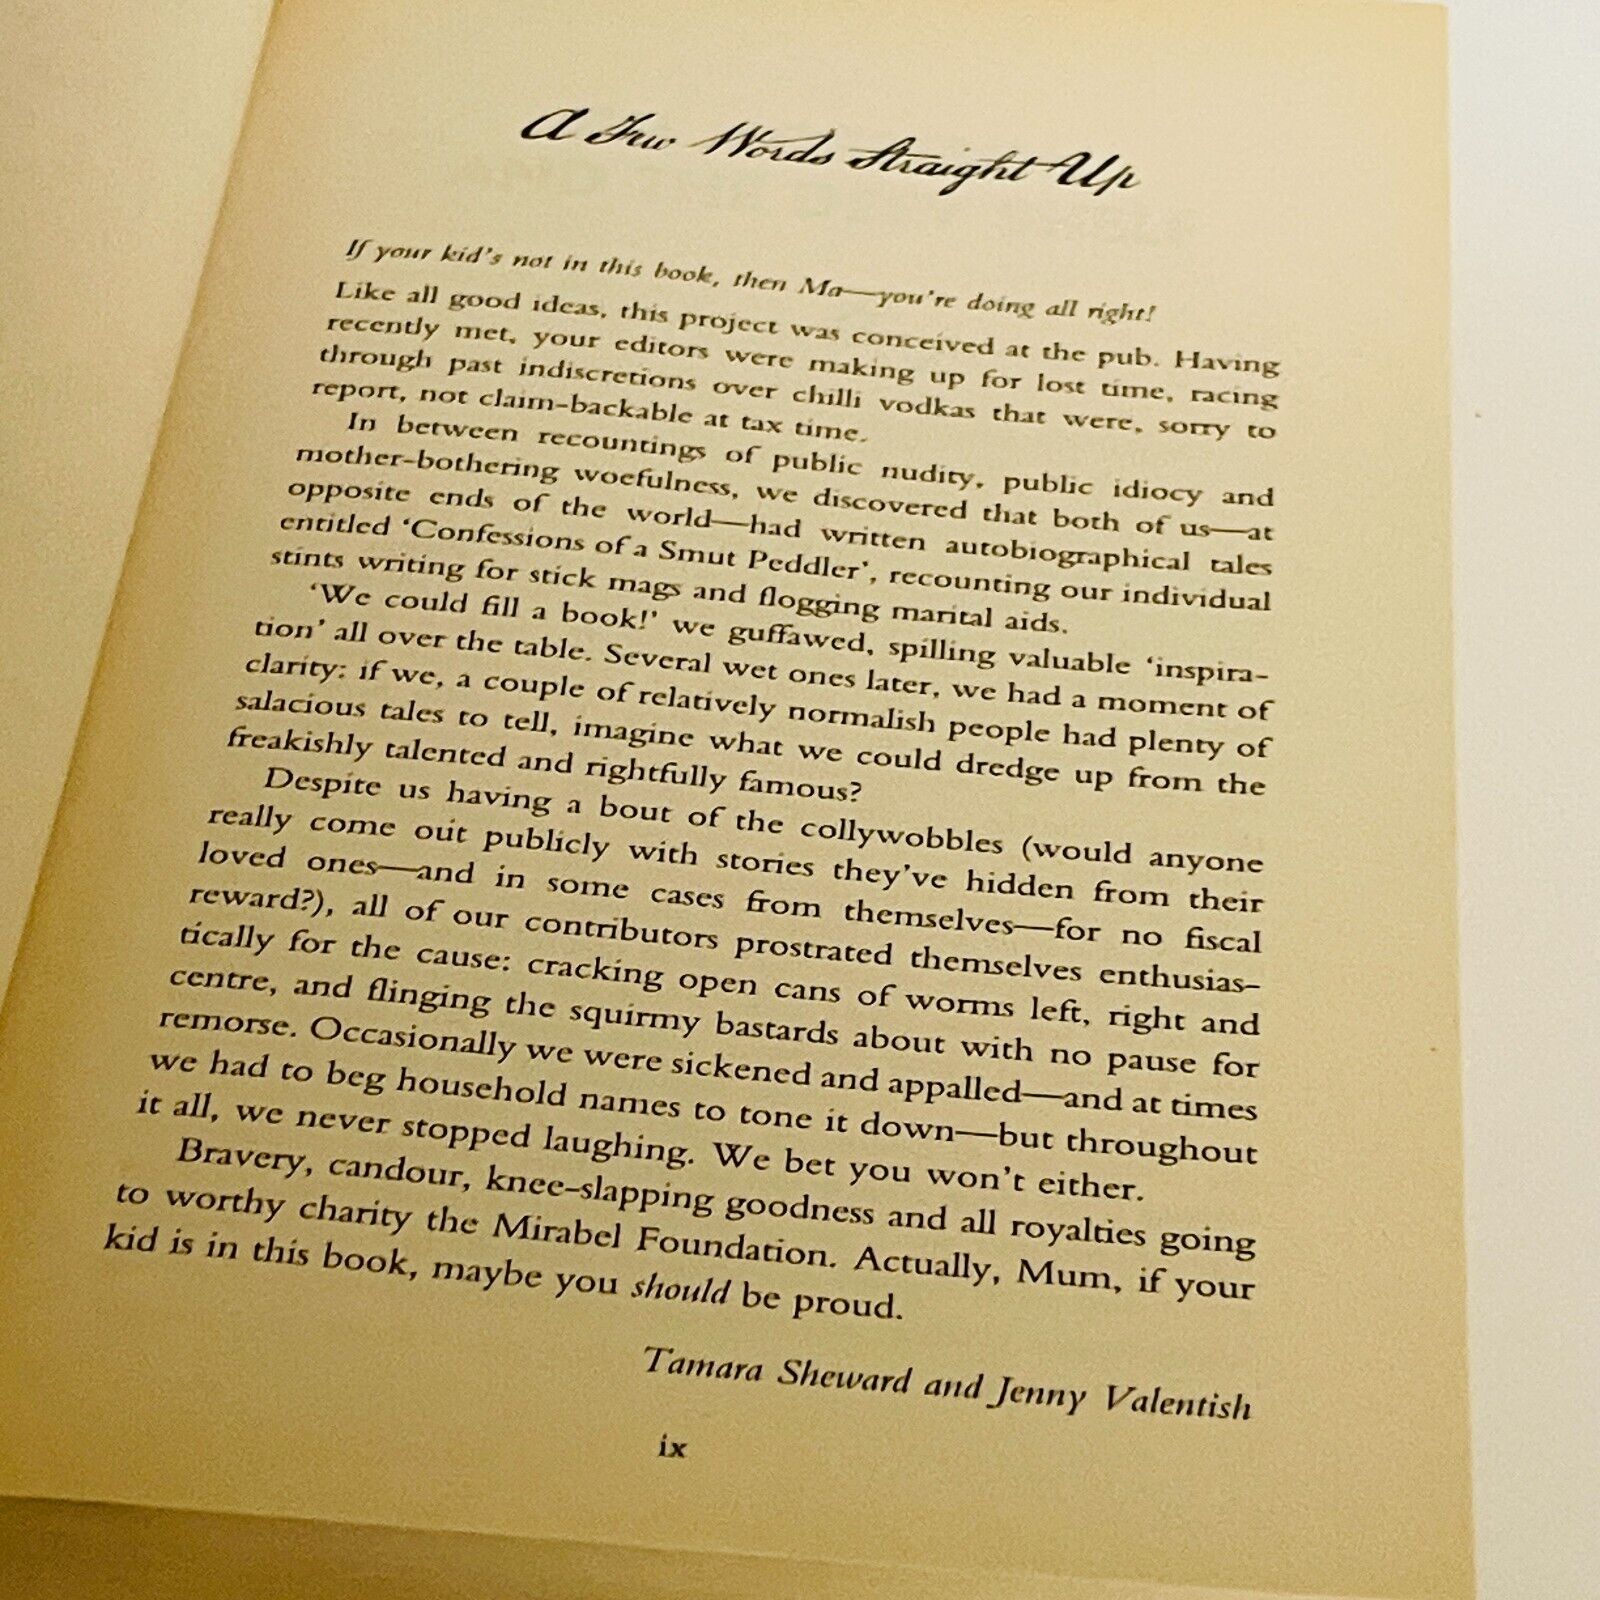 A Few Words Straight Up
If your kid's not in this book, then Ma—you're doing all right!
Like all good ideas, this project was conceived at the pub. Having
recently met, your editors were making up for lost time, racing
through past indiscretions over chilli vodkas that were, sorry to
report, not claim-backable at tax time.
In between recountings of public nudity, public idiocy and
mother-bothering woefulness, we discovered that both of us—at
opposite ends of the world—had written autobiographical tales
entitled ‘Confessions of a Smut Peddler’, recounting our individual
stints writing for stick mags and flogging marital aids.
‘We could fill a book!’ we guffawed, spilling valuable ‘inspira-
tion’ all over the table. Several wet ones later, we had a moment of
clarity: if we, a couple of relatively normalish people had plenty of
salacious tales to tell, imagine what we could dredge up from the
freakishly talented and rightfully famous?
Despite us having a bout of the collywobbles (would anyone
really come out publicly with stories they've hidden from their
loved ones—and in some cases from themselves—for no fiscal
reward?), all of our contributors prostrated themselves enthusias-
tically for the cause: cracking open cans of worms left, right and
centre, and flinging the squirmy bastards about with no pause for
remorse. Occasionally we were sickened and appalled—and at times
we had to beg household names to tone it down—but throughout
it all, we never stopped laughing. We bet you won't either.
Bravery, candour, knee-slapping goodness and all royalties going
to worthy charity the Mirabel Foundation. Actually, Mum, if your
kid is in this book, maybe you should be proud.
Tamara Sheward and Jenny Valentish
ix